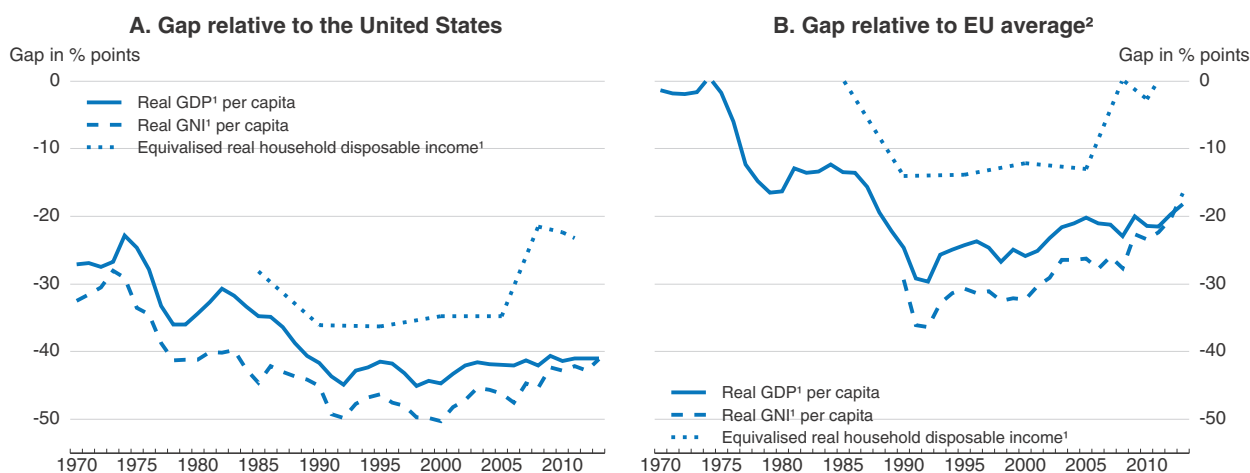 A. Gap relative to the United States
Gap in % points
0
-10
-20
-30
-40
-50
Real GDP¹ per capita
Real GNI¹ per capita
Equivalised real household disposable income¹
1970 1975 1980 1985 1990 1995 2000 2005 2010
B. Gap relative to EU average²
Gap in % points
0
-10
-20
-30
-40
-50
Real GDP¹ per capita
Real GNI¹ per capita
Equivalised real household disposable income¹
1970 1975 1980 1985 1990 1995 2000 2005 2010